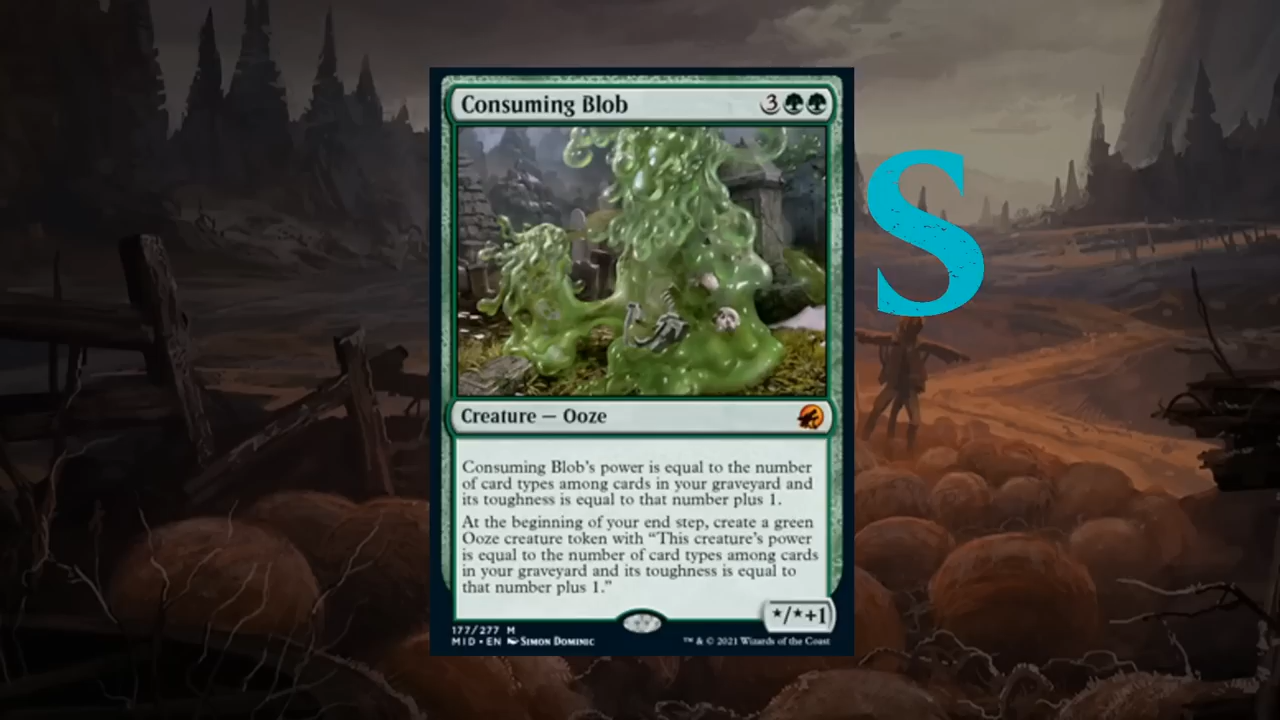 Consuming Blob 3
S
Creature — Ooze
Consuming Blob's power is equal to the number
of card types among cards in your graveyard and
its toughness is equal to that number plus 1.
At the beginning of your end step, create a green
Ooze creature token with “This creature's power
is equal to the number of card types among cards
in your graveyard and its toughness is equal to
that number plus 1.”
*/*+1
177/277 M
MID • EN Simon Dominic
™ & © 2021 Wizards of the Coast